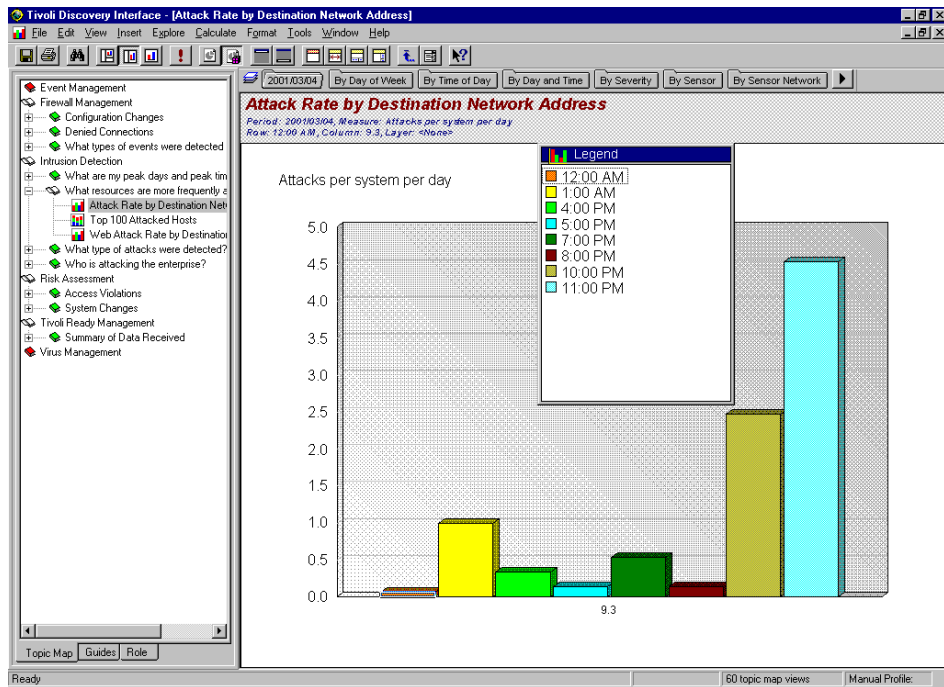 Tivoli Discovery Interface - [Attack Rate by Destination Network Address]
File Edit View Insert Explore Calculate Format Tools Window Help
2001/03/04 By Day of Week By Time of Day By Day and Time By Severity By Sensor By Sensor Network
Event Management
Firewall Management
Configuration Changes
Denied Connections
What types of events were detected
Intrusion Detection
What are my peak days and peak tim
What resources are more frequently a
Attack Rate by Destination Net
Top 100 Attacked Hosts
Web Attack Rate by Destination
What type of attacks were detected?
Who is attacking the enterprise?
Risk Assessment
Access Violations
System Changes
Tivoli Ready Management
Summary of Data Received
Virus Management
Topic Map Guides Role
Attack Rate by Destination Network Address
Period: 2001/03/04, Measure: Attacks per system per day
Row: 12:00 AM, Column: 9.3, Layer: <None>
Attacks per system per day
Legend
12:00 AM
1:00 AM
4:00 PM
5:00 PM
7:00 PM
8:00 PM
10:00 PM
11:00 PM
5.0
4.5
4.0
3.5
3.0
2.5
2.0
1.5
1.0
0.5
0.0
9.3
Ready 60 topic map views Manual Profile: